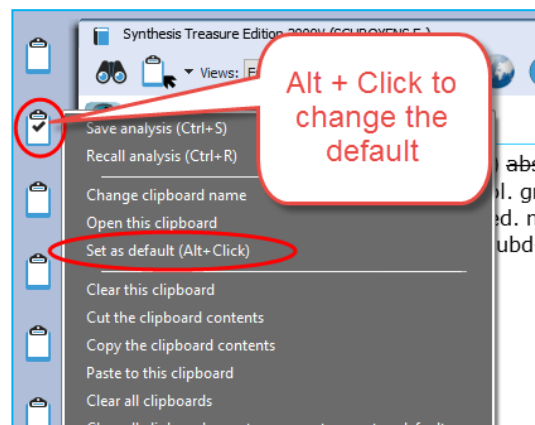 Synthesis Treasure Edition 2009V (SCHROYENS F.)
Views:
Alt + Click to
change the
default
Save analysis (Ctrl+S)
Recall analysis (Ctrl+R)
Change clipboard name
Open this clipboard
Set as default (Alt+Click)
Clear this clipboard
Cut the clipboard contents
Copy the clipboard contents
Paste to this clipboard
Clear all clipboards